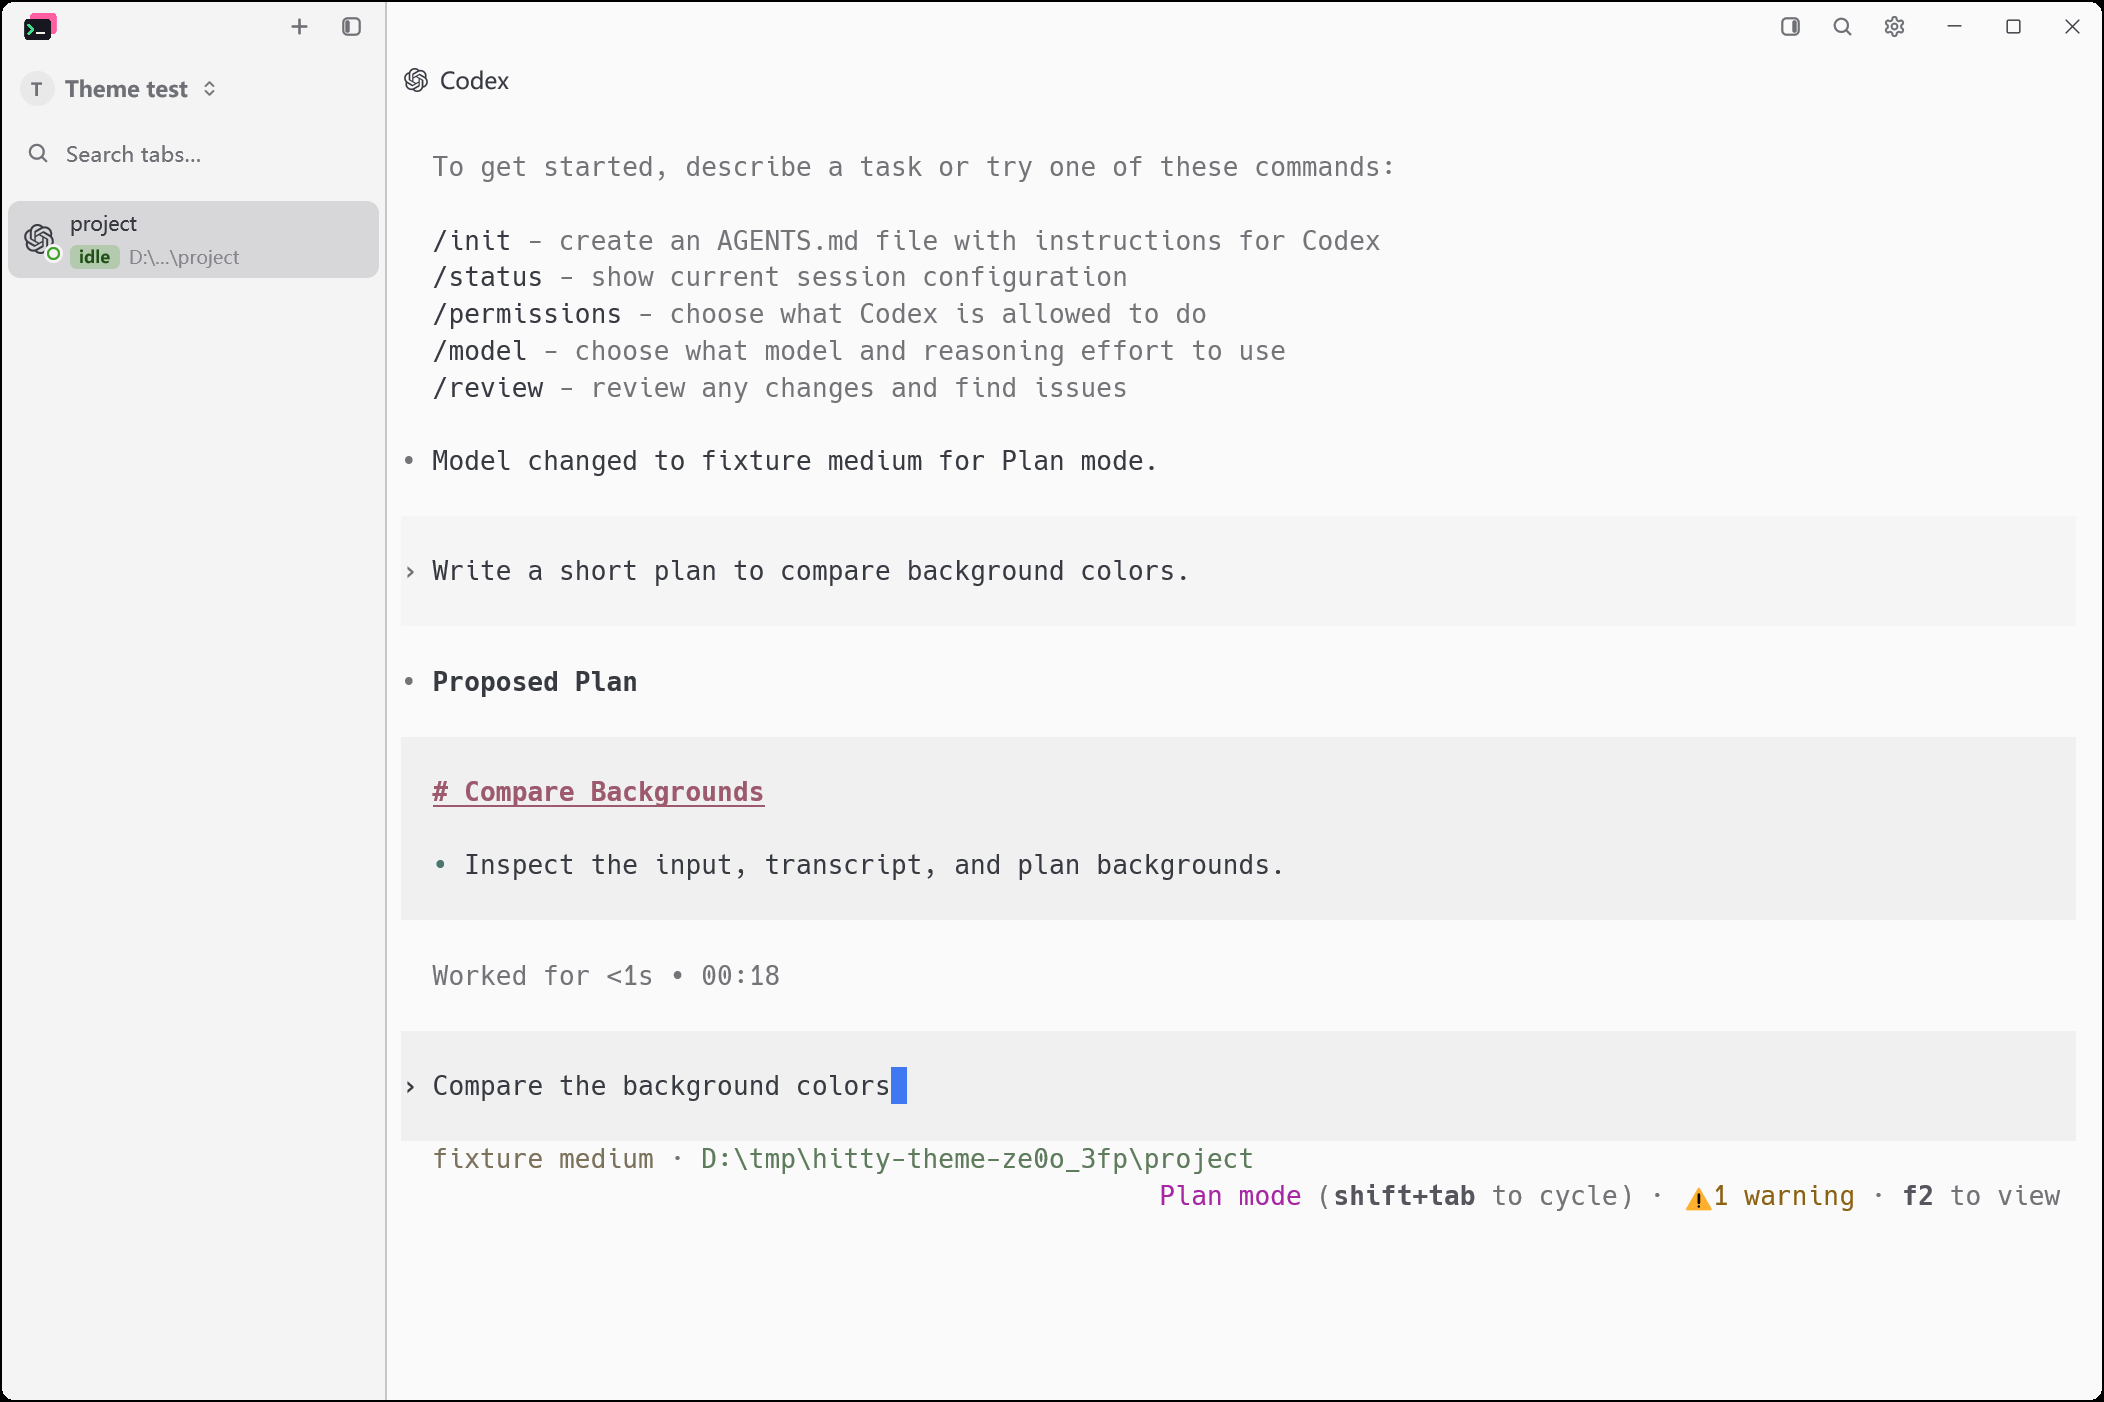 Theme test
Search tabs...
project
idle D:\...\project
Codex
To get started, describe a task or try one of these commands:
/init - create an AGENTS.md file with instructions for Codex
/status - show current session configuration
/permissions - choose what Codex is allowed to do
/model - choose what model and reasoning effort to use
/review - review any changes and find issues
• Model changed to fixture medium for Plan mode.
› Write a short plan to compare background colors.
• Proposed Plan
# Compare Backgrounds
• Inspect the input, transcript, and plan backgrounds.
Worked for <1s • 00:18
› Compare the background colors
fixture medium · D:\tmp\hitty-theme-ze0o_3fp\project
Plan mode (shift+tab to cycle) · ⚠1 warning · f2 to view